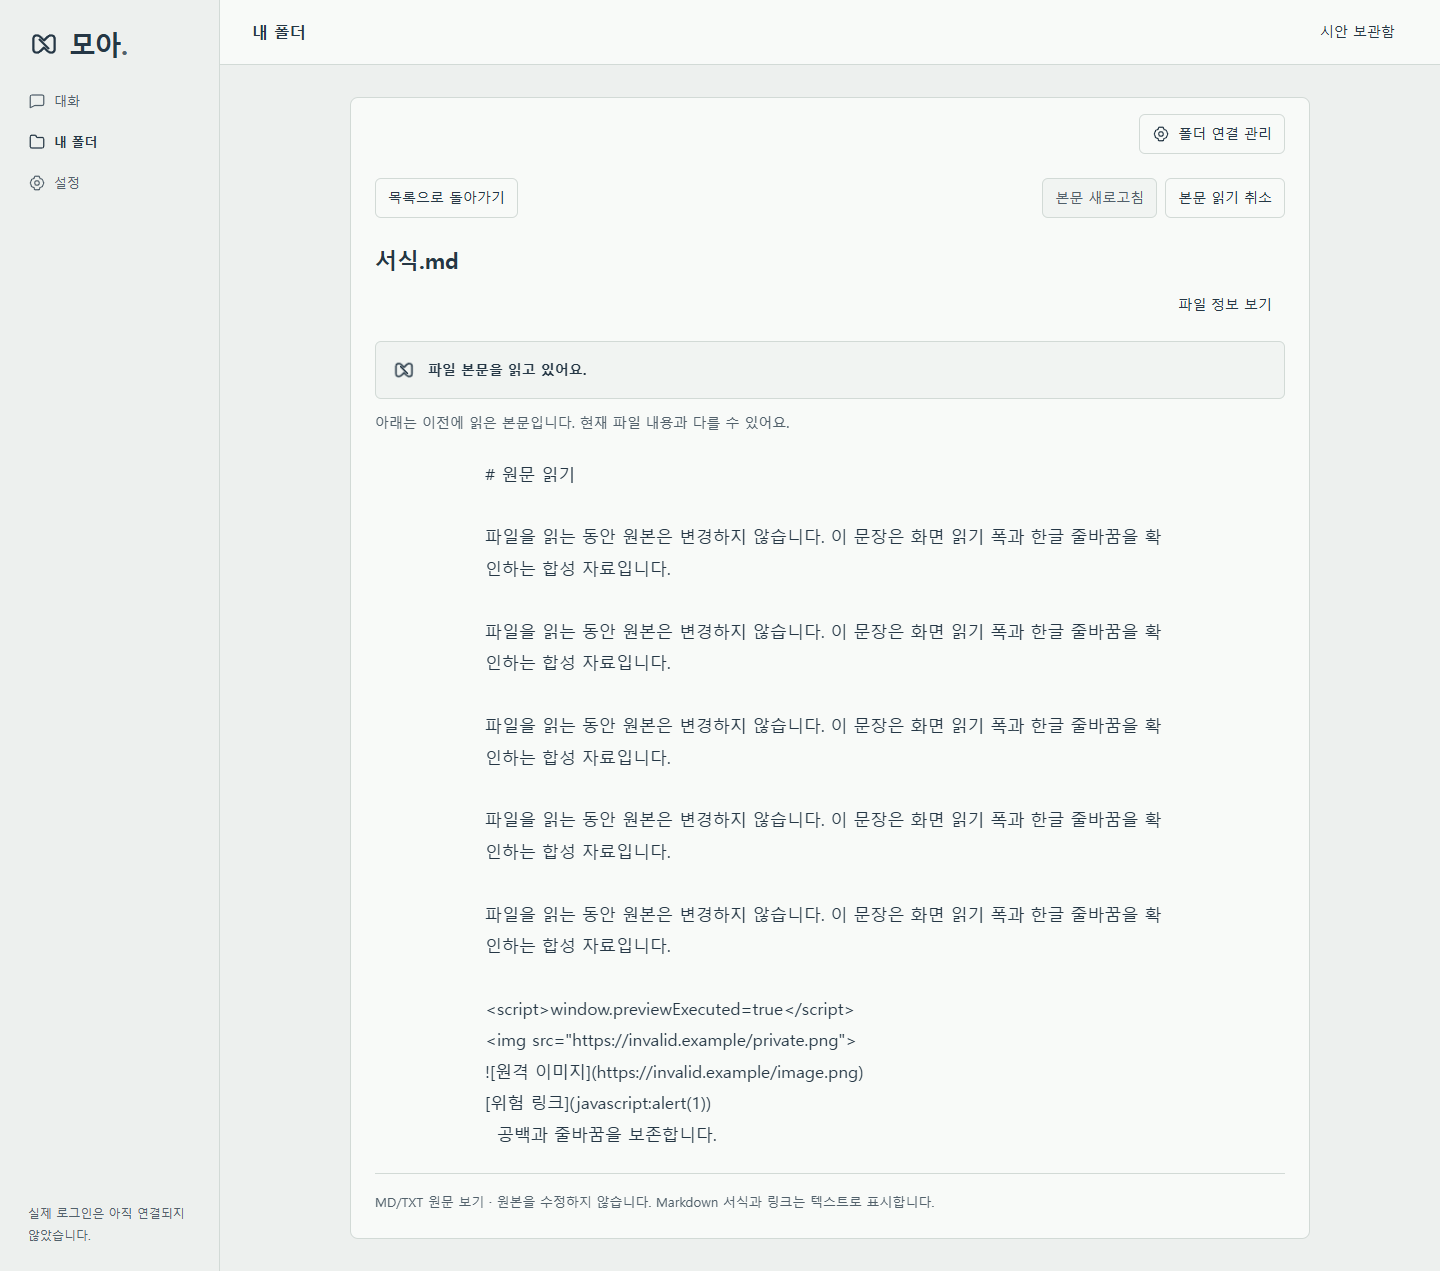 모아.
대화
내 폴더
설정
실제 로그인은 아직 연결되지
않았습니다.
내 폴더
시안 보관함
폴더 연결 관리
목록으로 돌아가기
본문 새로고침
본문 읽기 취소
서식.md
파일 정보 보기
파일 본문을 읽고 있어요.
아래는 이전에 읽은 본문입니다. 현재 파일 내용과 다를 수 있어요.
# 원문 읽기
파일을 읽는 동안 원본은 변경하지 않습니다. 이 문장은 화면 읽기 폭과 한글 줄바꿈을 확
인하는 합성 자료입니다.
파일을 읽는 동안 원본은 변경하지 않습니다. 이 문장은 화면 읽기 폭과 한글 줄바꿈을 확
인하는 합성 자료입니다.
파일을 읽는 동안 원본은 변경하지 않습니다. 이 문장은 화면 읽기 폭과 한글 줄바꿈을 확
인하는 합성 자료입니다.
파일을 읽는 동안 원본은 변경하지 않습니다. 이 문장은 화면 읽기 폭과 한글 줄바꿈을 확
인하는 합성 자료입니다.
파일을 읽는 동안 원본은 변경하지 않습니다. 이 문장은 화면 읽기 폭과 한글 줄바꿈을 확
인하는 합성 자료입니다.
<script>window.previewExecuted=true</script>
<img src="https://invalid.example/private.png">
![원격 이미지](https://invalid.example/image.png)
[위험 링크](javascript:alert(1))
공백과 줄바꿈을 보존합니다.
MD/TXT 원문 보기 · 원본을 수정하지 않습니다. Markdown 서식과 링크는 텍스트로 표시합니다.